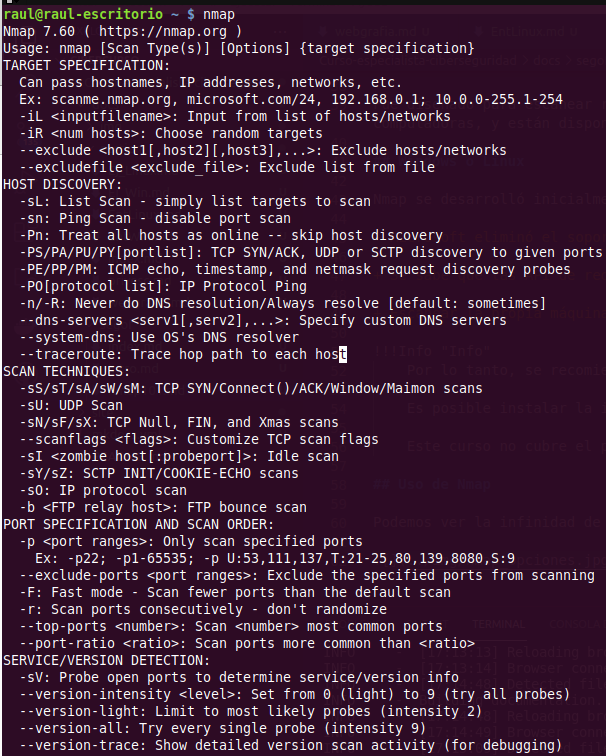 raul@raul-escritorio ~ $ nmap
Nmap 7.60 ( https://nmap.org )
Usage: nmap [Scan Type(s)] [Options] {target specification}
TARGET SPECIFICATION:
  Can pass hostnames, IP addresses, networks, etc.
  Ex: scanme.nmap.org, microsoft.com/24, 192.168.0.1; 10.0.0-255.1-254
  -iL <inputfilename>: Input from list of hosts/networks
  -iR <num hosts>: Choose random targets
  --exclude <host1[,host2][,host3],...>: Exclude hosts/networks
  --excludefile <exclude_file>: Exclude list from file
HOST DISCOVERY:
  -sL: List Scan - simply list targets to scan
  -sn: Ping Scan - disable port scan
  -Pn: Treat all hosts as online -- skip host discovery
  -PS/PA/PU/PY[portlist]: TCP SYN/ACK, UDP or SCTP discovery to given ports
  -PE/PP/PM: ICMP echo, timestamp, and netmask request discovery probes
  -PO[protocol list]: IP Protocol Ping
  -n/-R: Never do DNS resolution/Always resolve [default: sometimes]
  --dns-servers <serv1[,serv2],...>: Specify custom DNS servers
  --system-dns: Use OS's DNS resolver
  --traceroute: Trace hop path to each host
SCAN TECHNIQUES:
  -sS/sT/sA/sW/sM: TCP SYN/Connect()/ACK/Window/Maimon scans
  -sU: UDP Scan
  -sN/sF/sX: TCP Null, FIN, and Xmas scans
  --scanflags <flags>: Customize TCP scan flags
  -sI <zombie host[:probeport]>: Idle scan
  -sY/sZ: SCTP INIT/COOKIE-ECHO scans
  -sO: IP protocol scan
  -b <FTP relay host>: FTP bounce scan
PORT SPECIFICATION AND SCAN ORDER:
  -p <port ranges>: Only scan specified ports
    Ex: -p22; -p1-65535; -p U:53,111,137,T:21-25,80,139,8080,S:9
  --exclude-ports <port ranges>: Exclude the specified ports from scanning
  -F: Fast mode - Scan fewer ports than the default scan
  -r: Scan ports consecutively - don't randomize
  --top-ports <number>: Scan <number> most common ports
  --port-ratio <ratio>: Scan ports more common than <ratio>
SERVICE/VERSION DETECTION:
  -sV: Probe open ports to determine service/version info
  --version-intensity <level>: Set from 0 (light) to 9 (try all probes)
  --version-light: Limit to most likely probes (intensity 2)
  --version-all: Try every single probe (intensity 9)
  --version-trace: Show detailed version scan activity (for debugging)